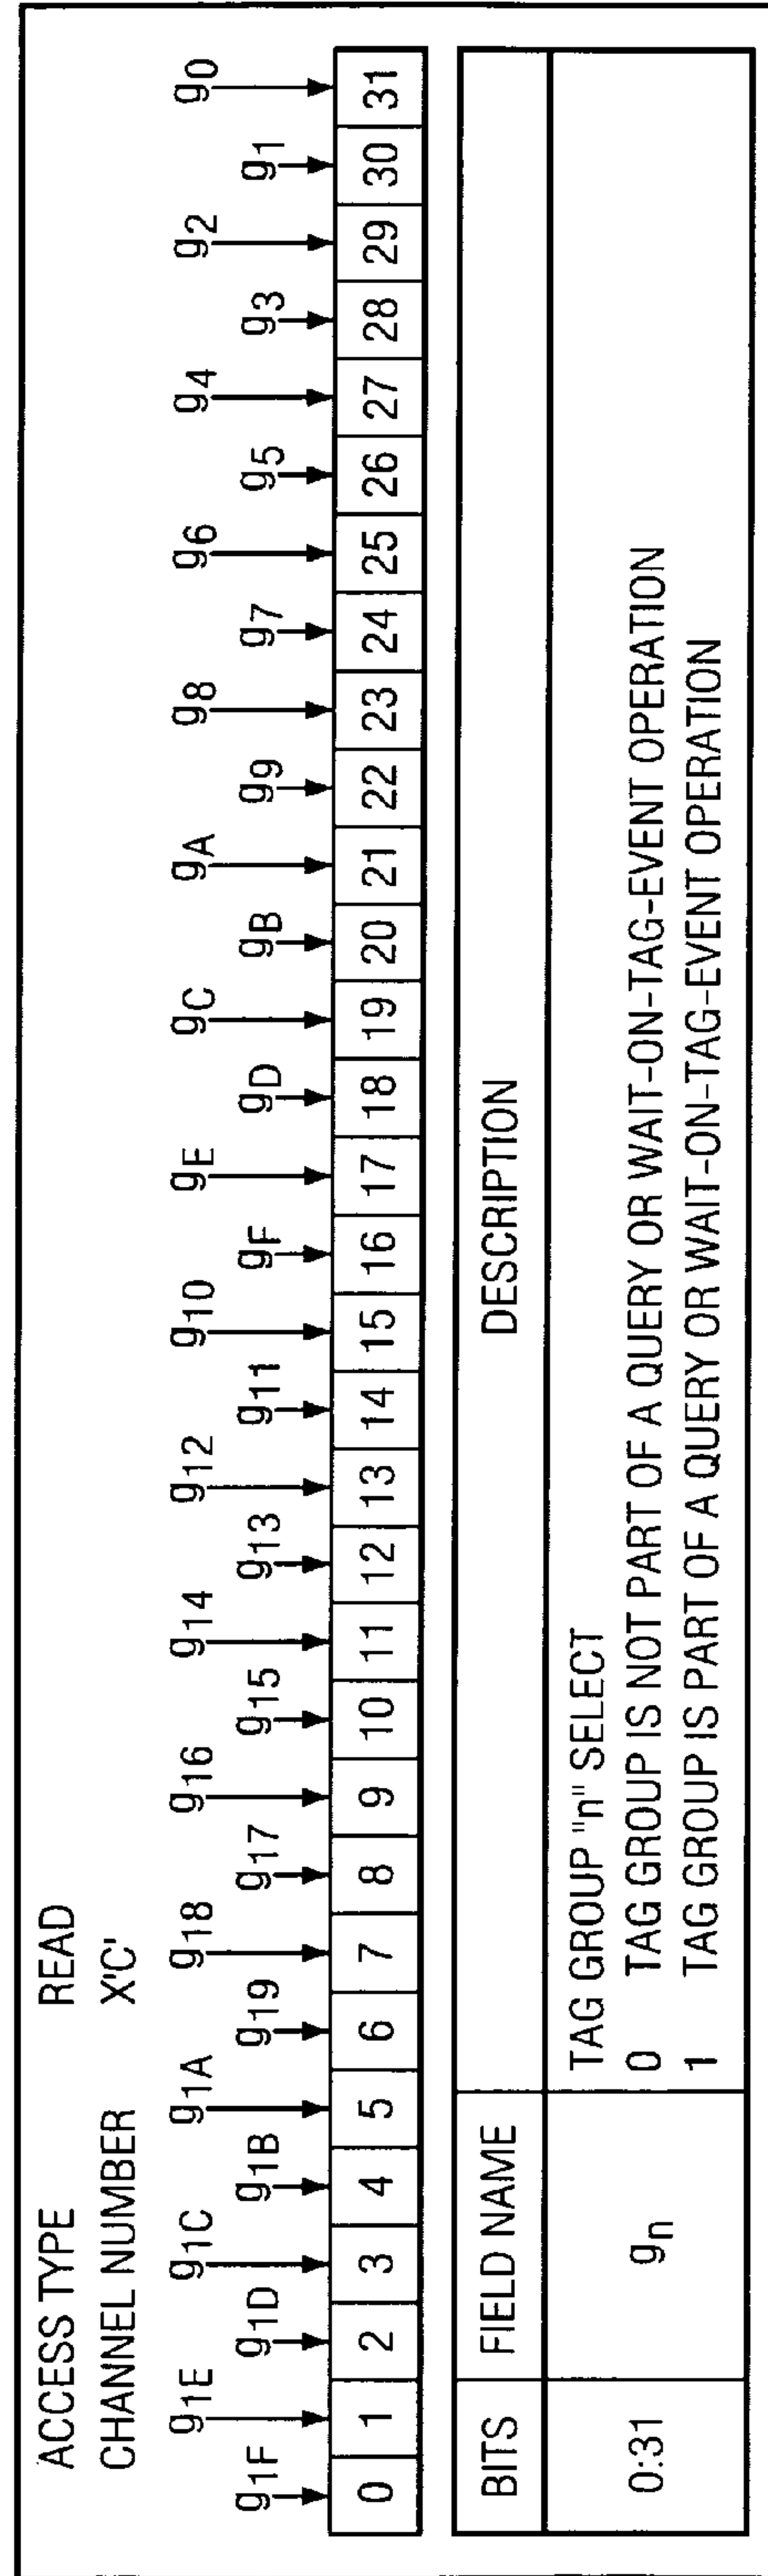 ACCESS TYPE READ
CHANNEL NUMBER X'C'
g1F g1E g1D g1C g1B g1A g19 g18 g17 g16 g15 g14 g13 g12 g11 g10 gF gE gD gC gB gA g9 g8 g7 g6 g5 g4 g3 g2 g1 g0
0 1 2 3 4 5 6 7 8 9 10 11 12 13 14 15 16 17 18 19 20 21 22 23 24 25 26 27 28 29 30 31
BITS FIELD NAME DESCRIPTION
0:31 gn TAG GROUP "n" SELECT
0 TAG GROUP IS NOT PART OF A QUERY OR WAIT-ON-TAG-EVENT OPERATION
1 TAG GROUP IS PART OF A QUERY OR WAIT-ON-TAG-EVENT OPERATION